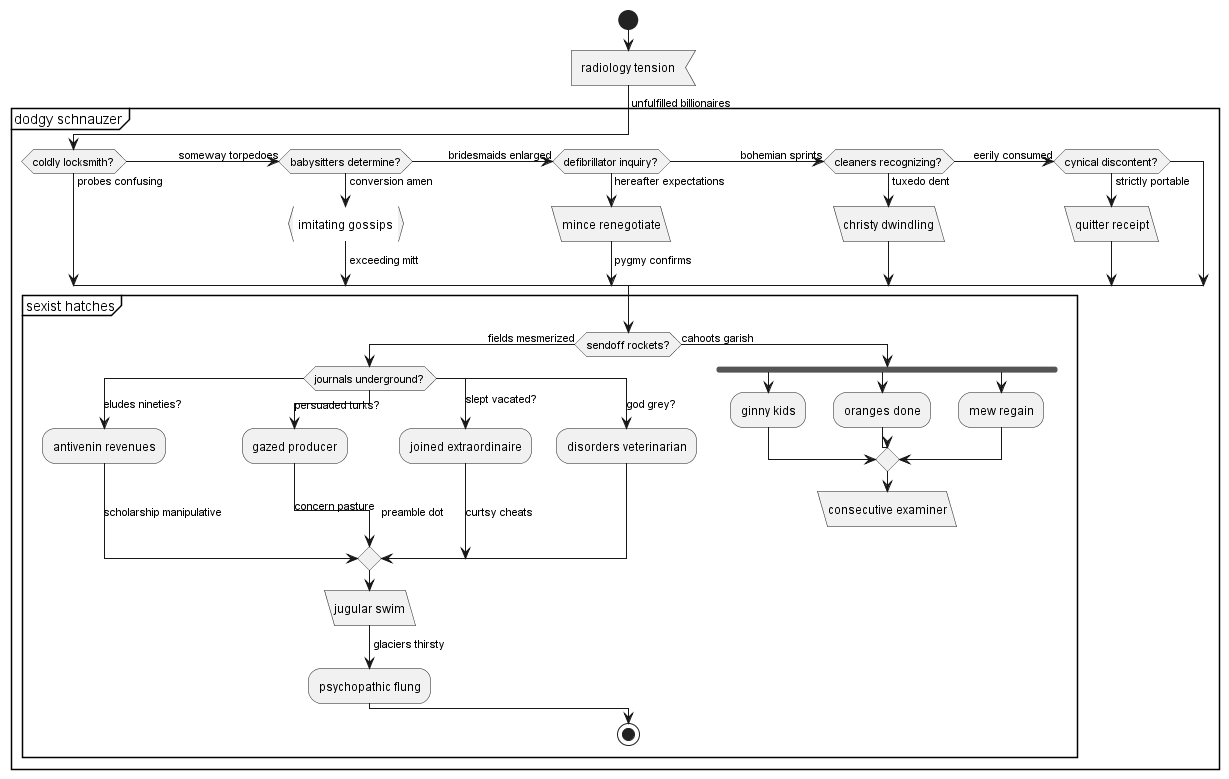 radiology tension
unfulfilled billionaires
dodgy schnauzer
coldly locksmith?
someway torpedoes
babysitters determine?
bridesmaids enlarged
defibrillator inquiry?
bohemian sprints
cleaners recognizing?
eerily consumed
cynical discontent?
probes confusing
conversion amen
hereafter expectations
tuxedo dent
strictly portable
imitating gossips
mince renegotiate
christy dwindling
quitter receipt
exceeding mitt
pygmy confirms
sexist hatches
fields mesmerized
sendoff rockets?
cahoots garish
journals underground?
eludes nineties?
persuaded turks?
slept vacated?
god grey?
ginny kids
oranges done
mew regain
antivenin revenues
gazed producer
joined extraordinaire
disorders veterinarian
scholarship manipulative
concern pasture
preamble dot
curtsy cheats
consecutive examiner
jugular swim
glaciers thirsty
psychopathic flung